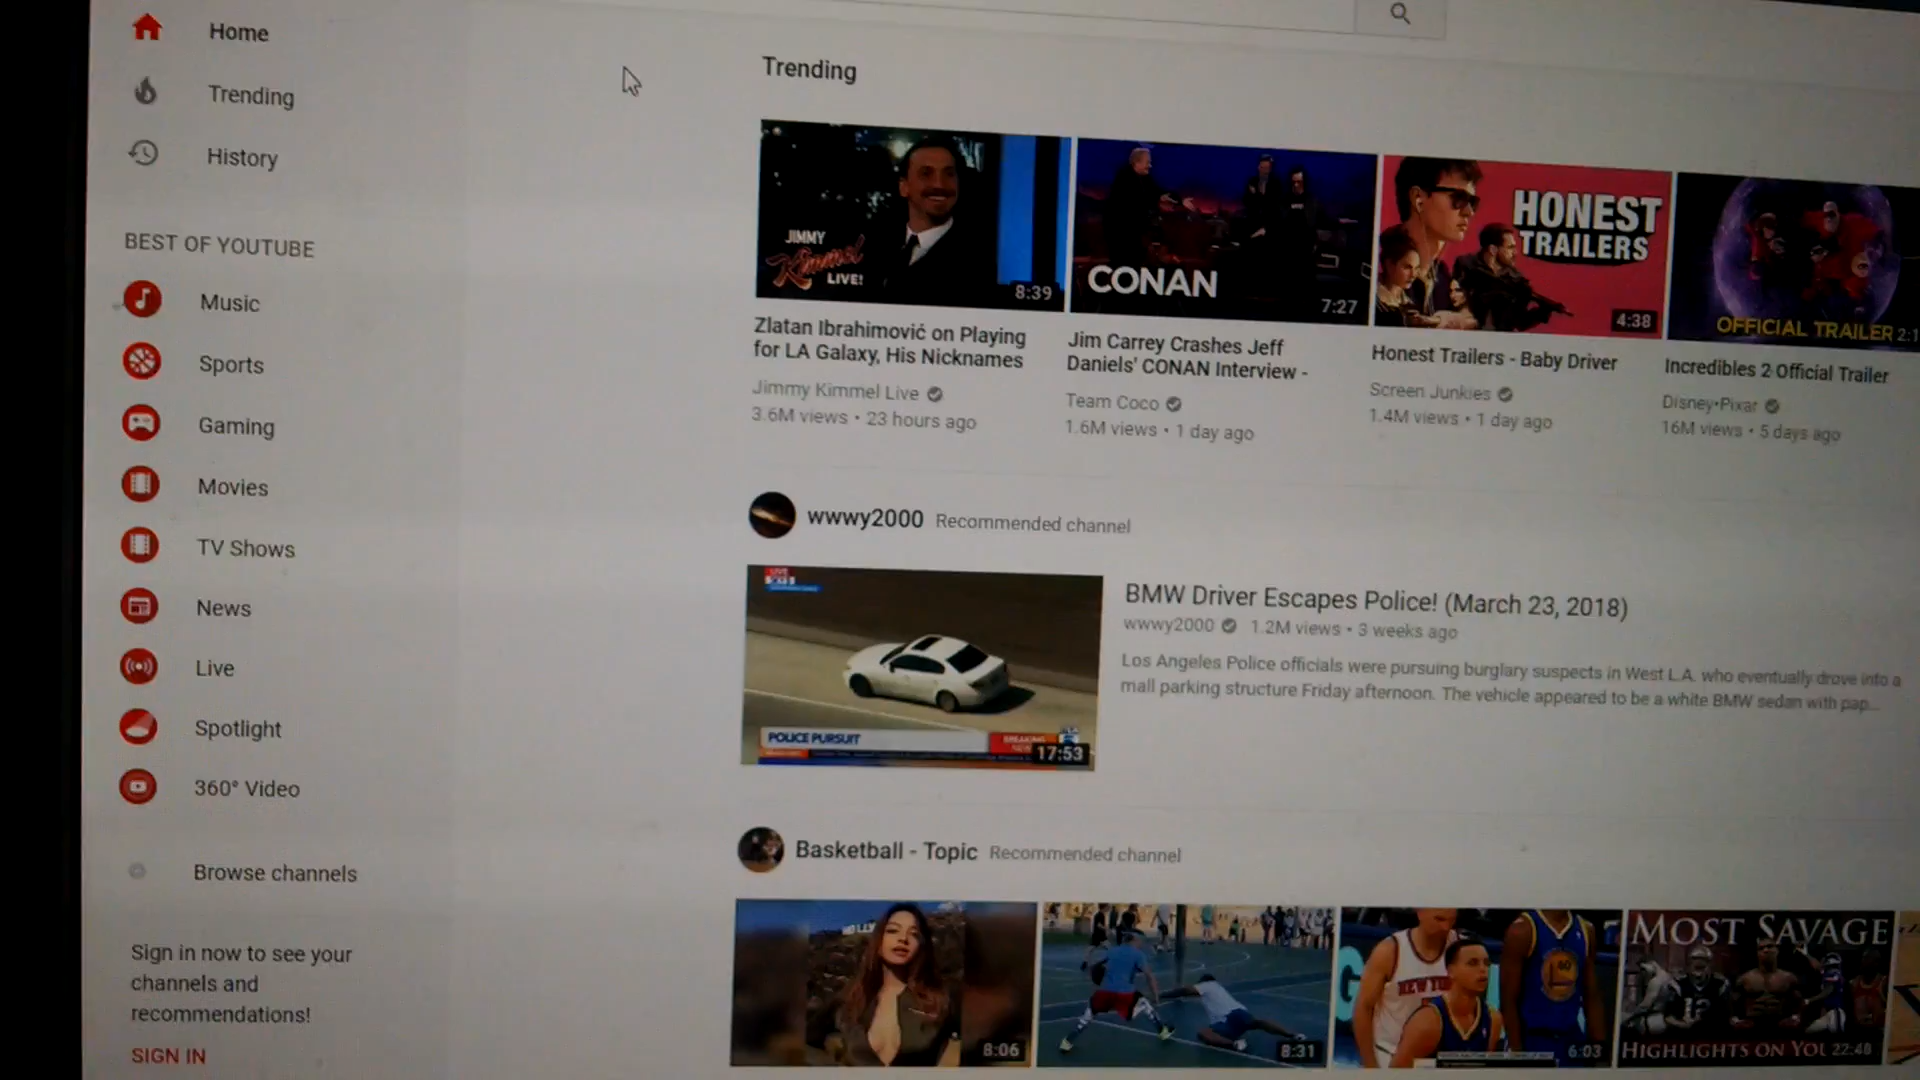 Home
Trending
History
BEST OF YOUTUBE
Music
Sports
Gaming
Movies
TV Shows
News
Live
Spotlight
360° Video
Browse channels
Sign in now to see your
channels and
recommendations!
SIGN IN
Trending
JIMMY
Kimmel
LIVE!
8:39
Zlatan Ibrahimović on Playing
for LA Galaxy, His Nicknames
Jimmy Kimmel Live
3.6M views • 23 hours ago
CONAN
7:27
Jim Carrey Crashes Jeff
Daniels' CONAN Interview -
Team Coco
1.6M views • 1 day ago
HONEST
TRAILERS
4:38
Honest Trailers - Baby Driver
Screen Junkies
1.4M views • 1 day ago
OFFICIAL TRAILER
Incredibles 2 Official Trailer
Disney•Pixar
16M views • 5 days ago
wwwy2000 Recommended channel
LIVE
POLICE PURSUIT
BREAKING
17:53
BMW Driver Escapes Police! (March 23, 2018)
wwwy2000 1.2M views • 3 weeks ago
Los Angeles Police officials were pursuing burglary suspects in West L.A. who eventually drove into a
mall parking structure Friday afternoon. The vehicle appeared to be a white BMW sedan with pap...
Basketball - Topic Recommended channel
8:06
8:31
NEW YO
40
6:03
MOST SAVAGE
12
HIGHLIGHTS ON YOU
22:48